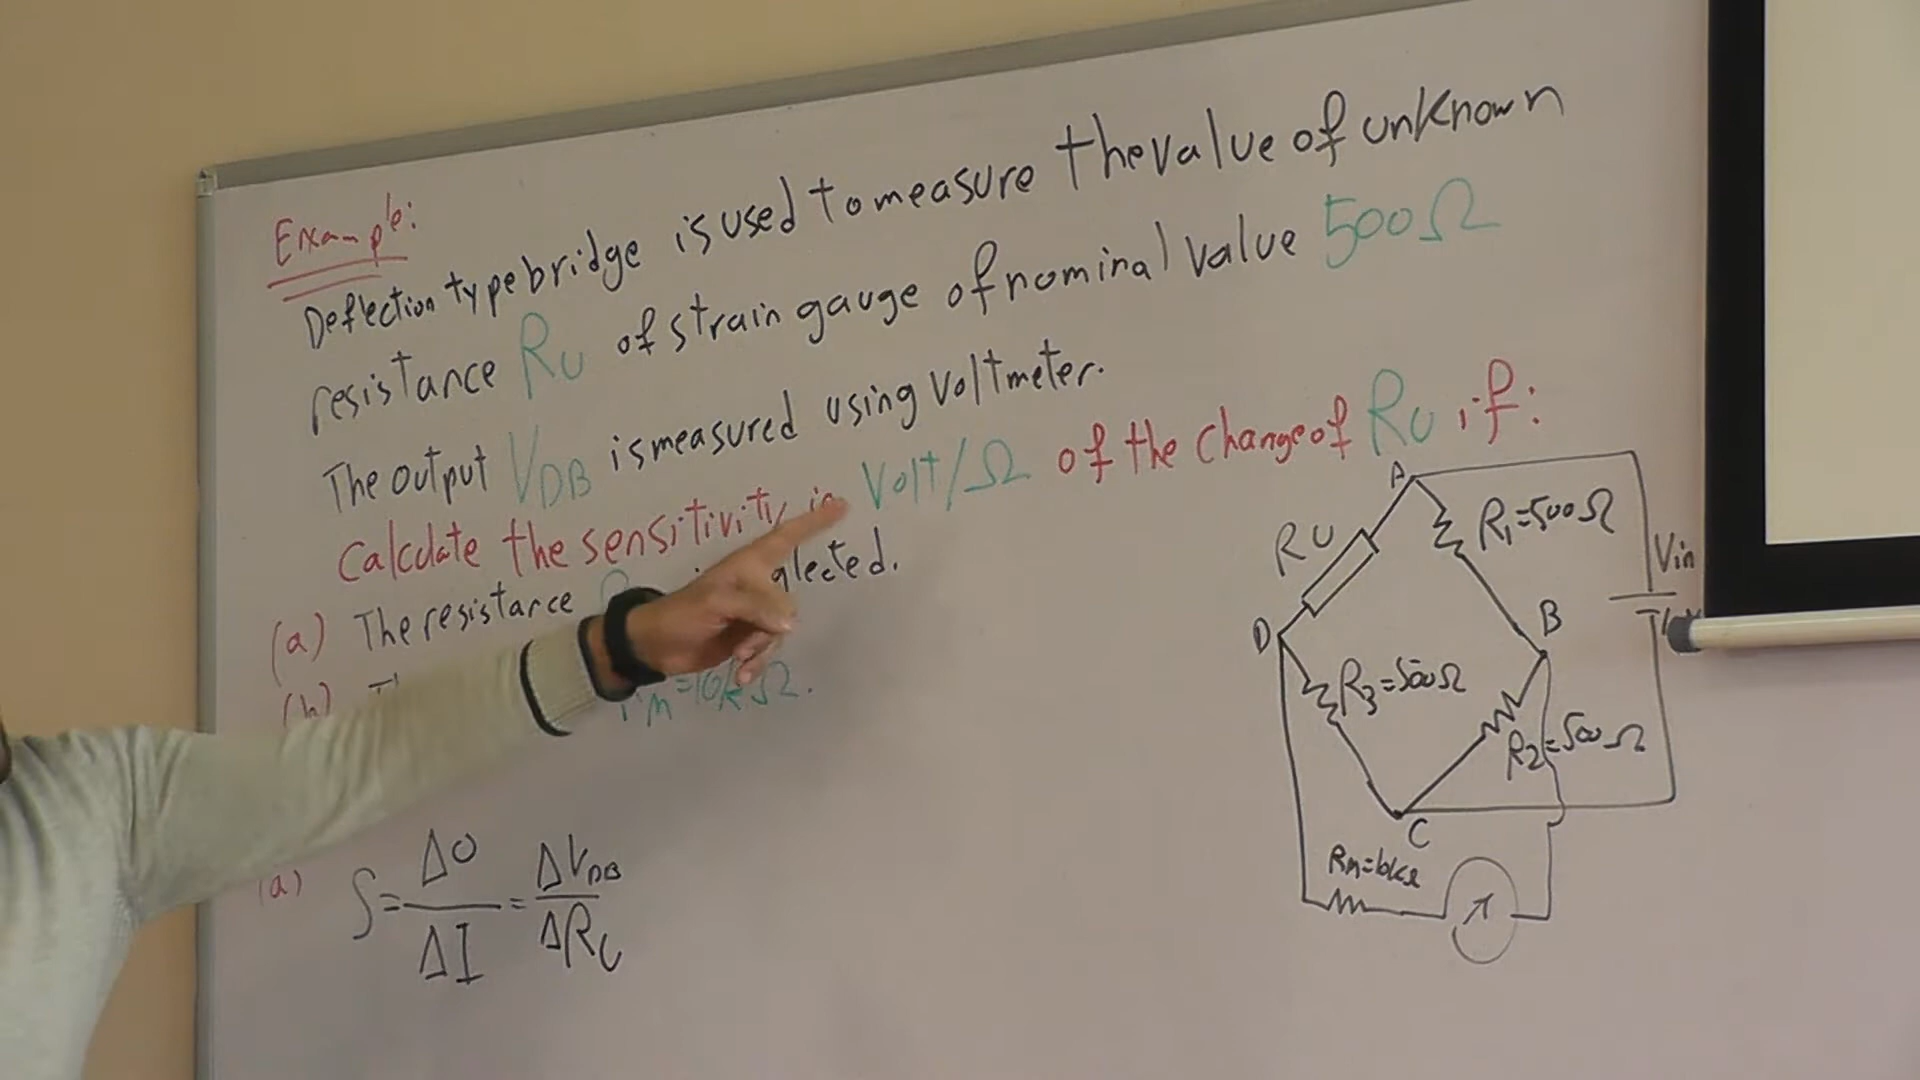 Example:
Deflection type bridge is used to measure the value of unknown
resistance RU of strain gauge of nominal value 500Ω
The output VDB is measured using Voltmeter.
Calculate the sensitivity in Volt/Ω of the change of RU if:
(a) The resistance
(b)
(a) S = ΔO/ΔI = ΔVDB/ΔRU
A
RU
R1=500Ω
Vin
D
B
R3=500Ω
R2=500Ω
C